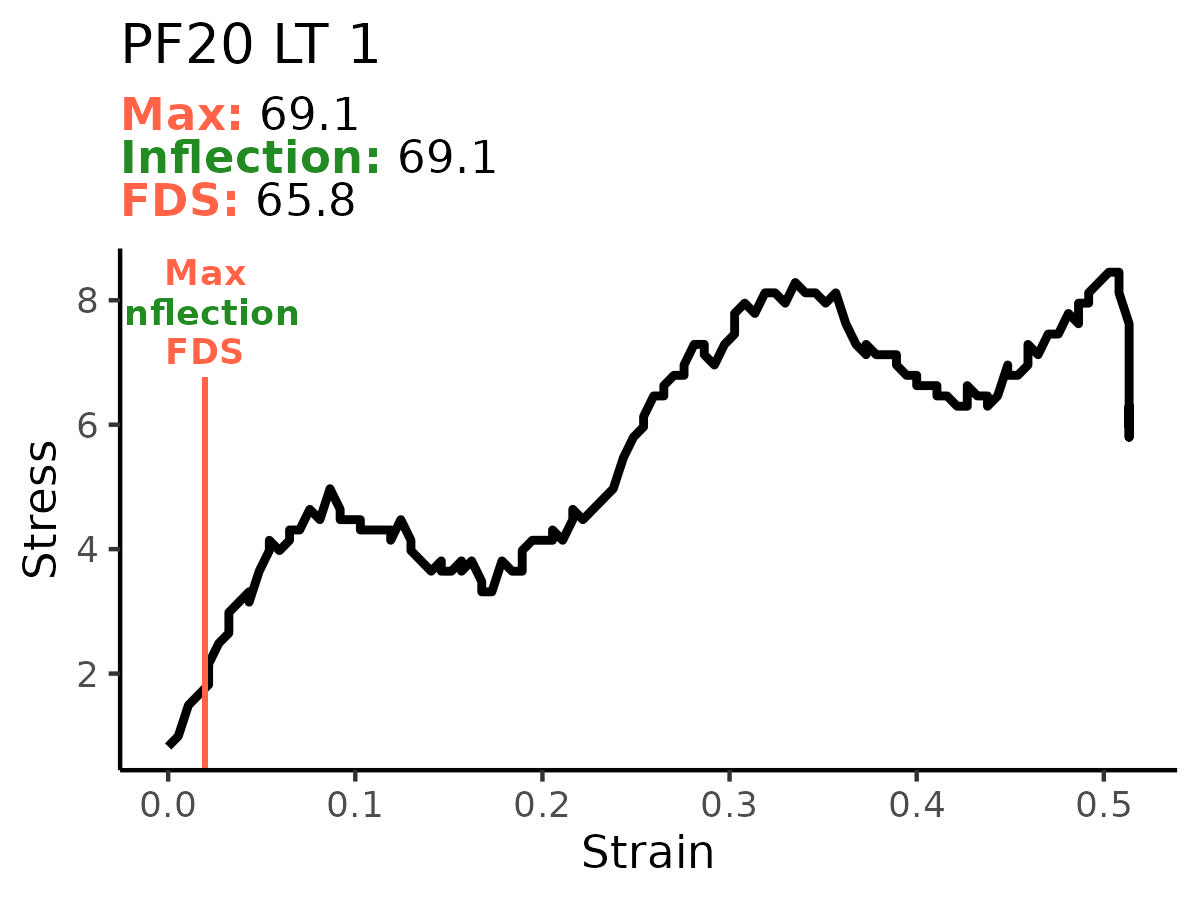 PF20 LT 1
Max: 69.1
Inflection: 69.1
FDS: 65.8
Max
nflection
FDS
8
6
4
2
Stress
0.0 0.1 0.2 0.3 0.4 0.5
Strain